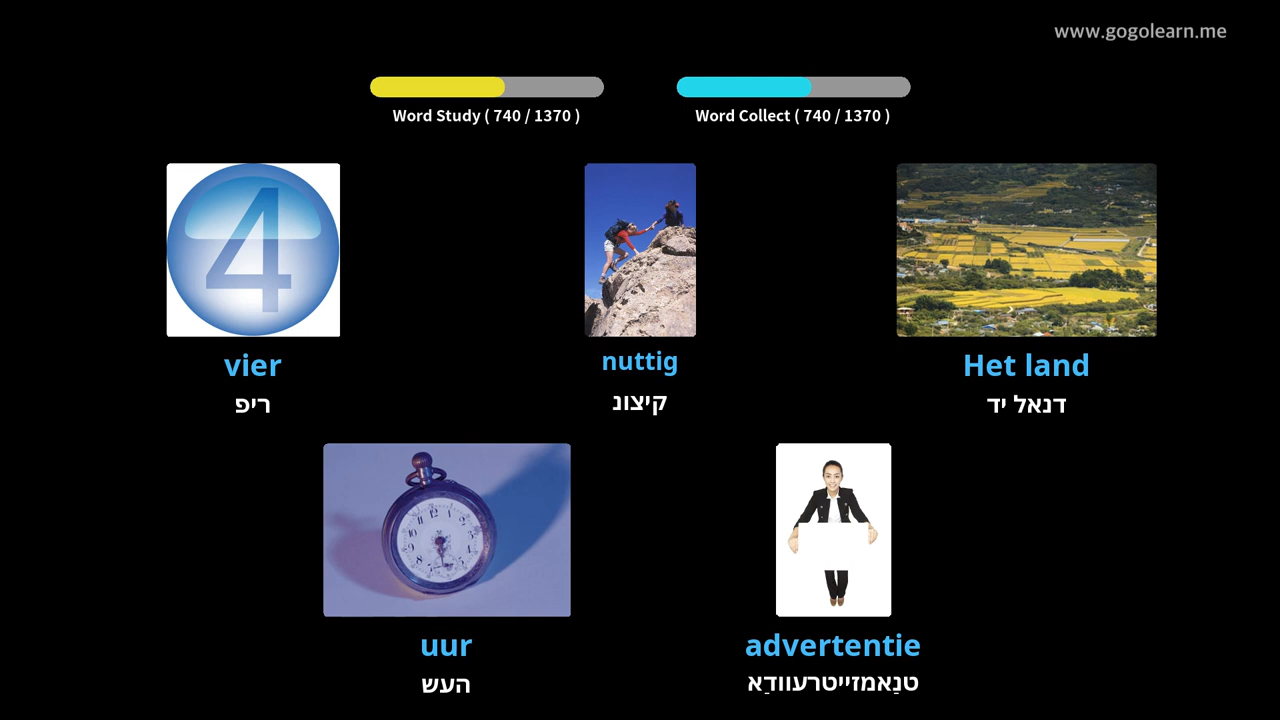 www.gogolearn.me
Word Study ( 740 / 1370 )
Word Collect ( 740 / 1370 )
vier
ריפ
nuttig
קיצונ
Het land
דנאל יד
uur
העש
advertentie
טנַאמזייטרעוודַא